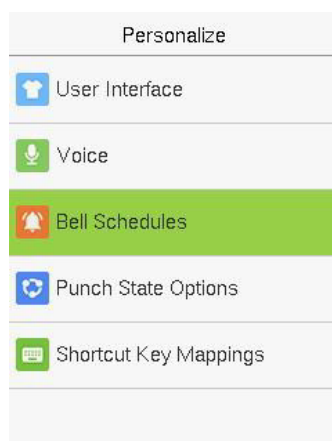 Personalize
User Interface
Voice
Bell Schedules
Punch State Options
Shortcut Key Mappings